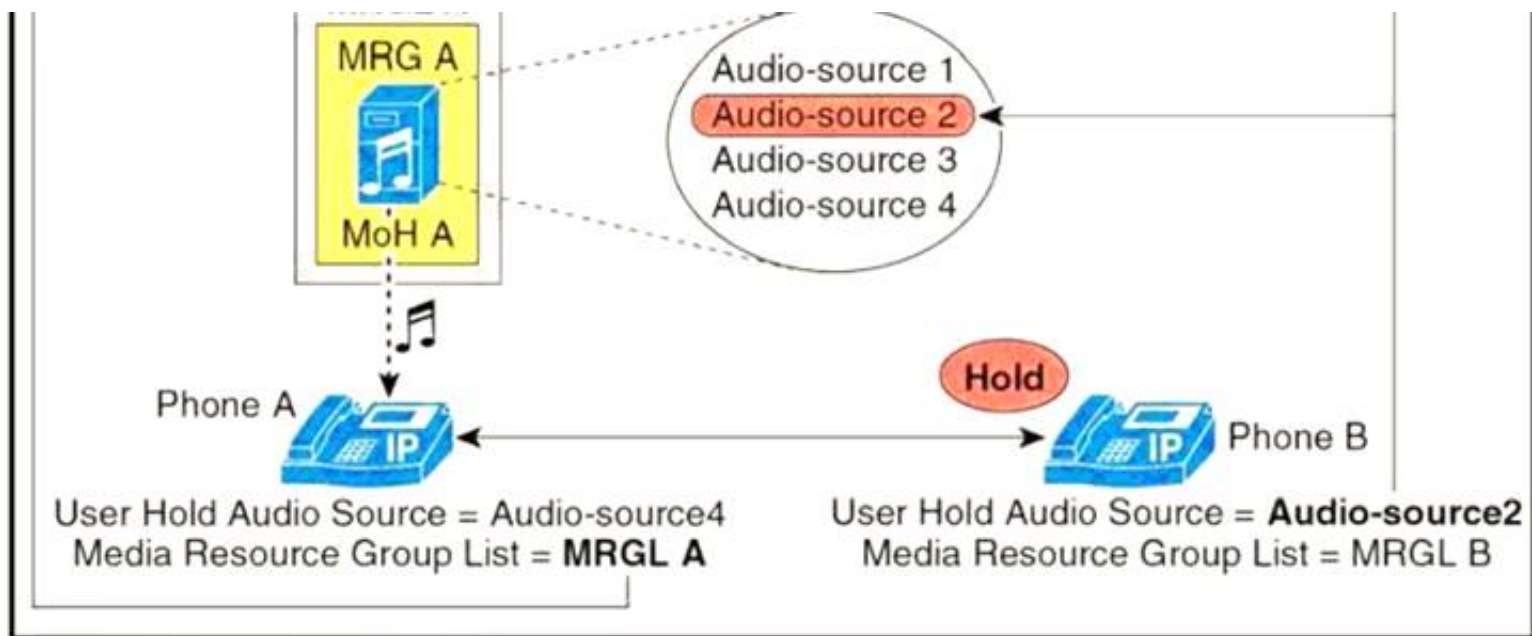 MRG A
MoH A
Audio-source 1
Audio-source 2
Audio-source 3
Audio-source 4
Hold
Phone A
IP
IP
Phone B
User Hold Audio Source = Audio-source4
Media Resource Group List = MRGL A
User Hold Audio Source = Audio-source2
Media Resource Group List = MRGL B